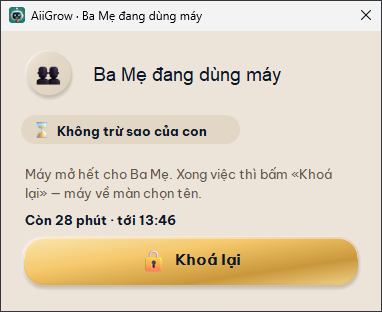 AiiGrow · Ba Mẹ đang dùng máy
Ba Mẹ đang dùng máy
Không trừ sao của con
Máy mở hết cho Ba Mẹ. Xong việc thì bấm «Khoá
lại» — máy về màn chọn tên.
Còn 28 phút · tới 13:46
Khoá lại